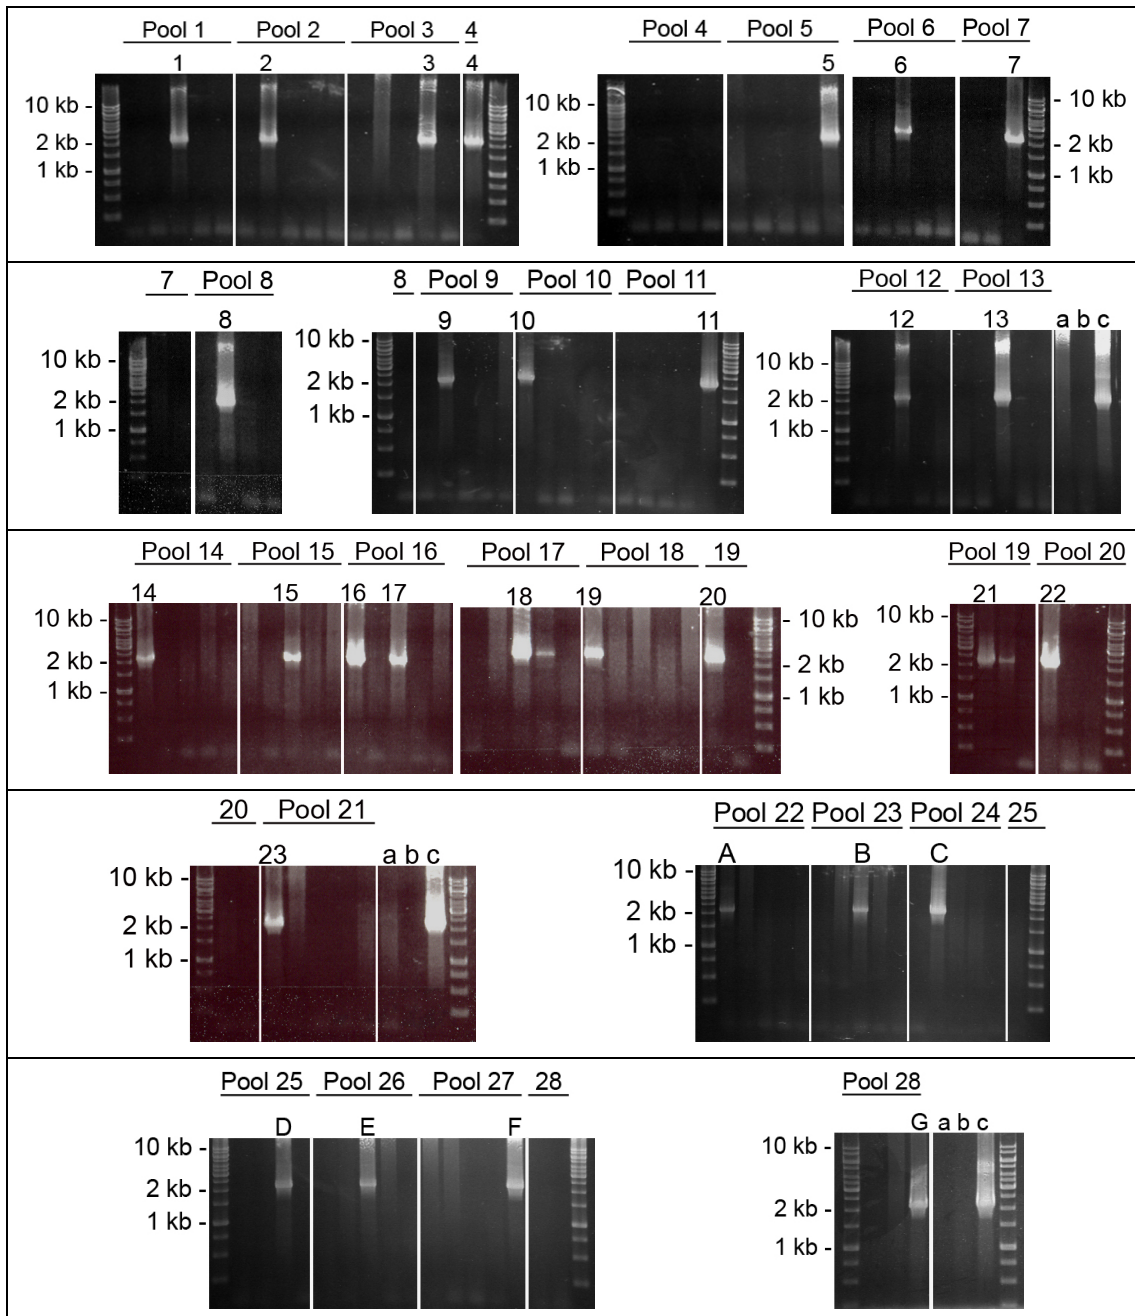 Pool 1 Pool 2 Pool 3 4 Pool 4 Pool 5 Pool 6 Pool 7
1 2 3 4 5 6 7
10 kb - 10 kb - - 10 kb
2 kb - 2 kb - - 2 kb
1 kb - 1 kb - - 1 kb
7 Pool 8 8 Pool 9 Pool 10 Pool 11 Pool 12 Pool 13
8 9 10 11 12 13 a b c
10 kb - 10 kb - 10 kb -
2 kb - 2 kb - 2 kb -
1 kb - 1 kb - 1 kb -
Pool 14 Pool 15 Pool 16 Pool 17 Pool 18 19 Pool 19 Pool 20
14 15 16 17 18 19 20 21 22
10 kb - - 10 kb 10 kb -
2 kb - - 2 kb 2 kb -
1 kb - - 1 kb 1 kb -
20 Pool 21 Pool 22 Pool 23 Pool 24 25
23 a b c A B C
10 kb - 10 kb -
2 kb - 2 kb -
1 kb - 1 kb -
Pool 25 Pool 26 Pool 27 28 Pool 28
D E F G a b c
10 kb - 10 kb -
2 kb - 2 kb -
1 kb - 1 kb -